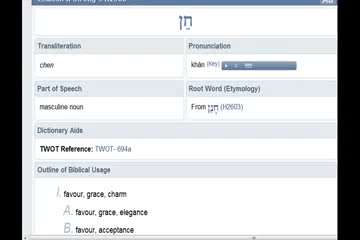 חֵן
Transliteration
Pronunciation
chen
khān (Key)
Part of Speech
Root Word (Etymology)
masculine noun
From חָנַן (H2603)
Dictionary Aids
TWOT Reference: TWOT- 694a
Outline of Biblical Usage
I. favour, grace, charm
A. favour, grace, elegance
B. favour, acceptance